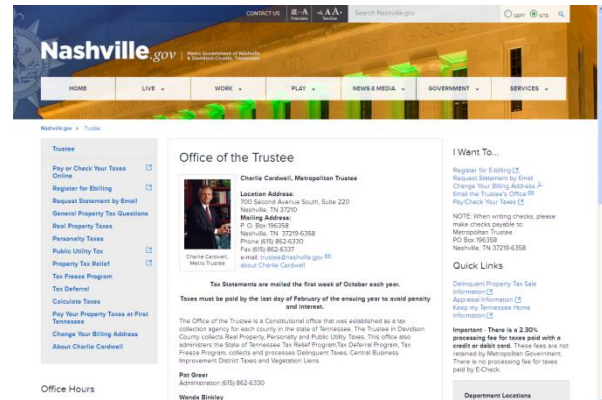 CONTACT US
Translate
Text Size
Search Nashville.gov
DEPT
SITE
Nashville.gov
Metro Government of Nashville
& Davidson County, Tennessee
HOME
LIVE
WORK
PLAY
NEWS & MEDIA
GOVERNMENT
SERVICES
Nashville.gov > Trustee
Trustee
Pay or Check Your Taxes
Online
Register for Ebilling
Request Statement by Email
General Property Tax Questions
Real Property Taxes
Personalty Taxes
Public Utility Tax
Property Tax Relief
Tax Freeze Program
Tax Deferral
Calculate Taxes
Pay Your Property Taxes at First
Tennessee
Change Your Billing Address
About Charlie Cardwell
Office Hours
Office of the Trustee
Charlie Cardwell,
Metro Trustee
Charlie Cardwell, Metropolitan Trustee
Location Address:
700 Second Avenue South, Suite 220
Nashville, TN 37210
Mailing Address:
P. O. Box 196358
Nashville, TN 37219-6358
Phone (615) 862-6330
Fax (615) 862-6337
e-mail: trustee@nashville.gov
about Charlie Cardwell
Tax Statements are mailed the first week of October each year.
Taxes must be paid by the last day of February of the ensuing year to avoid penalty
and interest.
The Office of the Trustee is a Constitutional office that was established as a tax
collection agency for each county in the state of Tennessee. The Trustee in Davidson
County collects Real Property, Personalty and Public Utility Taxes. This office also
administers the State of Tennessee Tax Relief Program,Tax Deferral Program, Tax
Freeze Program, collects and processes Delinquent Taxes, Central Business
Improvement District Taxes and Vegetation Liens.
Pat Greer
Administration (615) 862-6330
Wanda Binkley
I Want To...
Register for E-billing
Request Statement by Email
Change Your Billing Address
Email the Trustee's Office
Pay/Check Your Taxes
NOTE: When writing checks, please
make checks payable to:
Metropolitan Trustee
PO Box 196358
Nashville, TN 37219-6358
Quick Links
Delinquent Property Tax Sale
Information
Appraisal Information
Keep my Tennessee Home
information
Important - There is a 2.30%
processing fee for taxes paid with a
credit or debit card. These fees are not
retained by Metropolitan Government.
There is no processing fee for taxes
paid by E-Check.
Department Locations